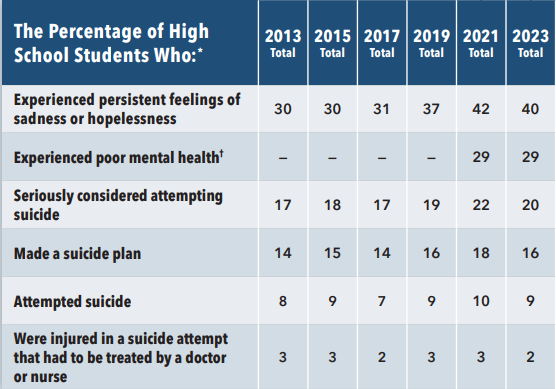 The Percentage of High
School Students Who:*
2013 2015 2017 2019 2021 2023
Total Total Total Total Total Total
Experienced persistent feelings of
sadness or hopelessness
30 30 31 37 42 40
Experienced poor mental health†
– – – – 29 29
Seriously considered attempting
suicide
17 18 17 19 22 20
Made a suicide plan
14 15 14 16 18 16
Attempted suicide
8 9 7 9 10 9
Were injured in a suicide attempt
that had to be treated by a doctor
or nurse
3 3 2 3 3 2